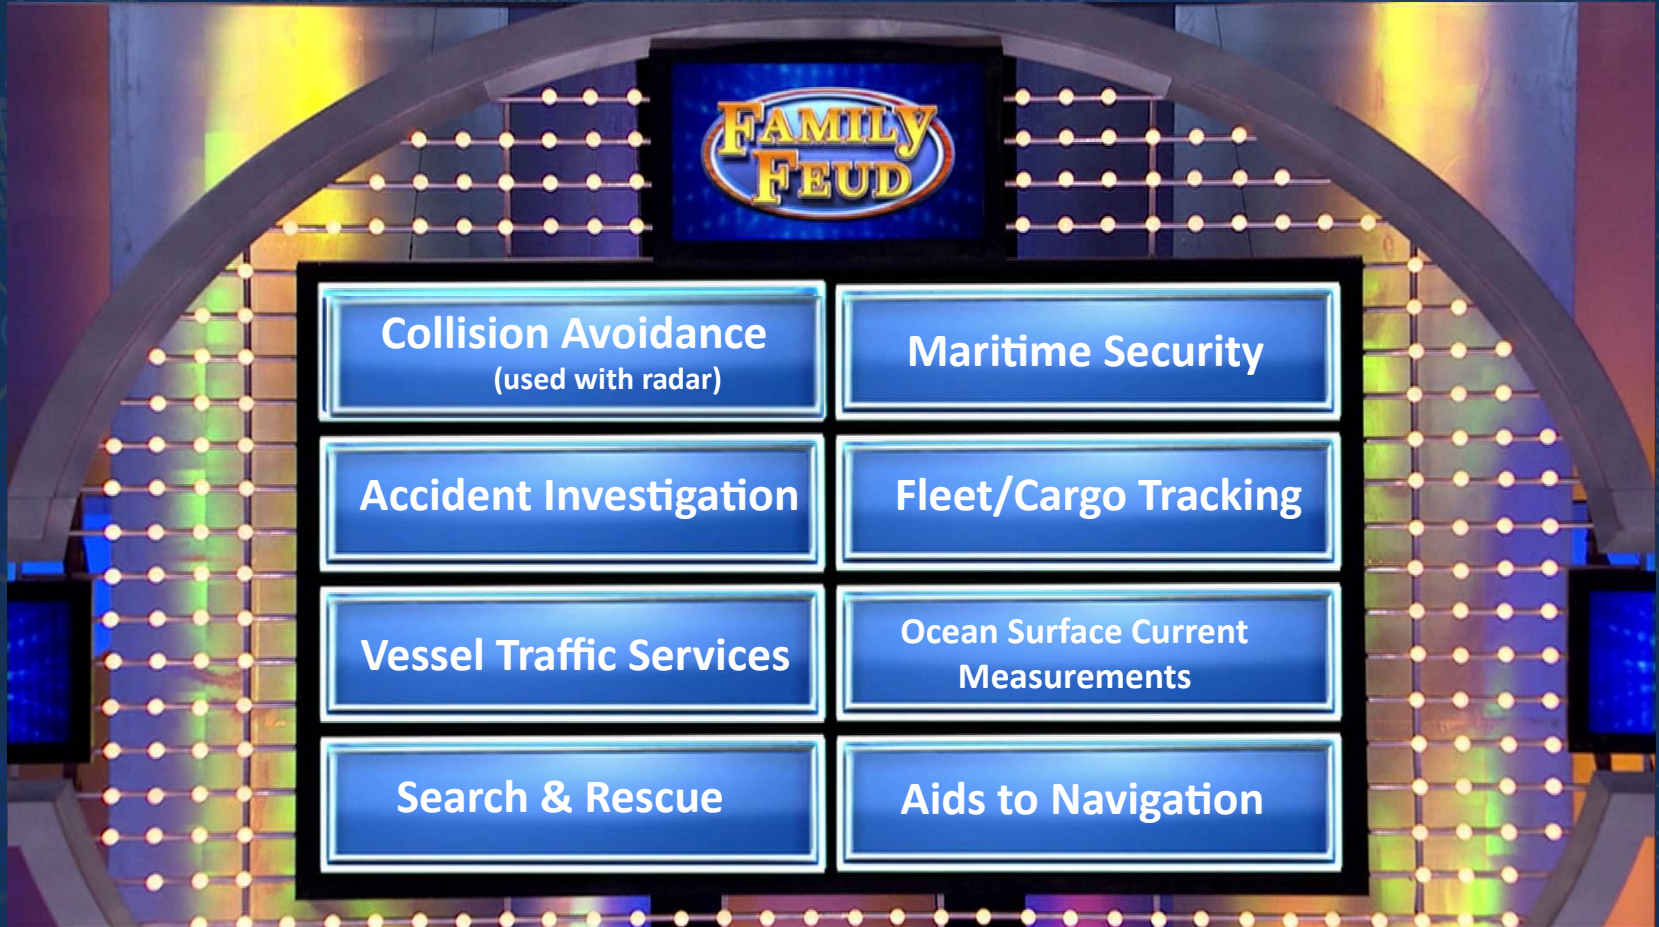 FAMILY
FEUD
Collision Avoidance
(used with radar)
Maritime Security
Accident Investigation
Fleet/Cargo Tracking
Vessel Traffic Services
Ocean Surface Current
Measurements
Search & Rescue
Aids to Navigation